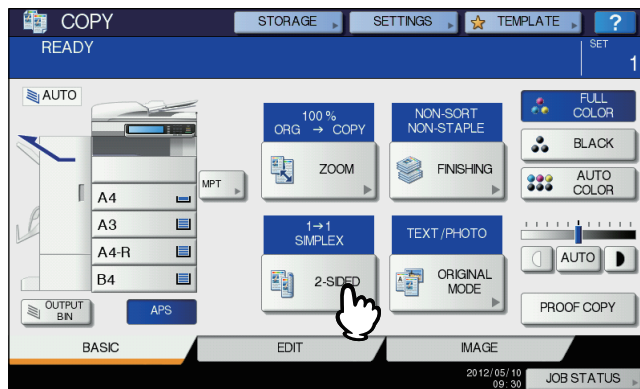 COPY
STORAGE
SETTINGS
TEMPLATE
?
READY
SET
1
AUTO
A4
A3
A4-R
B4
MPT
OUTPUT
BIN
APS
100 %
ORG → COPY
ZOOM
NON-SORT
NON-STAPLE
FINISHING
1→1
SIMPLEX
2-SIDED
TEXT/PHOTO
ORIGINAL
MODE
FULL
COLOR
BLACK
AUTO
COLOR
AUTO
PROOF COPY
BASIC
EDIT
IMAGE
2012/05/10
09:30
JOB STATUS